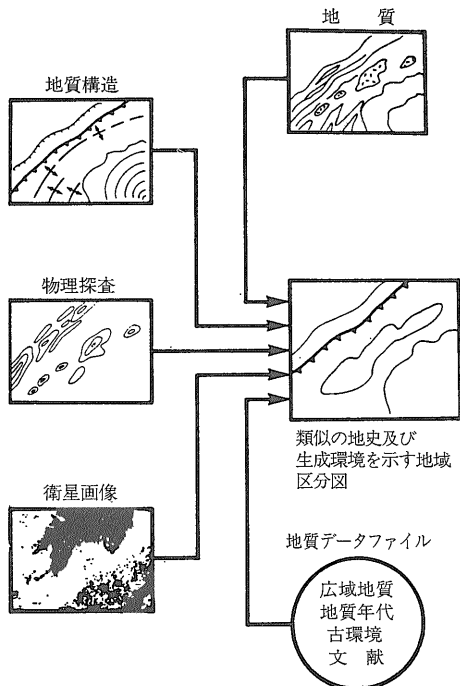 地　質
地質構造
物理探査
類似の地史及び
生成環境を示す地域
区分図
衛星画像
地質データファイル
広域地質
地質年代
古環境
文　献